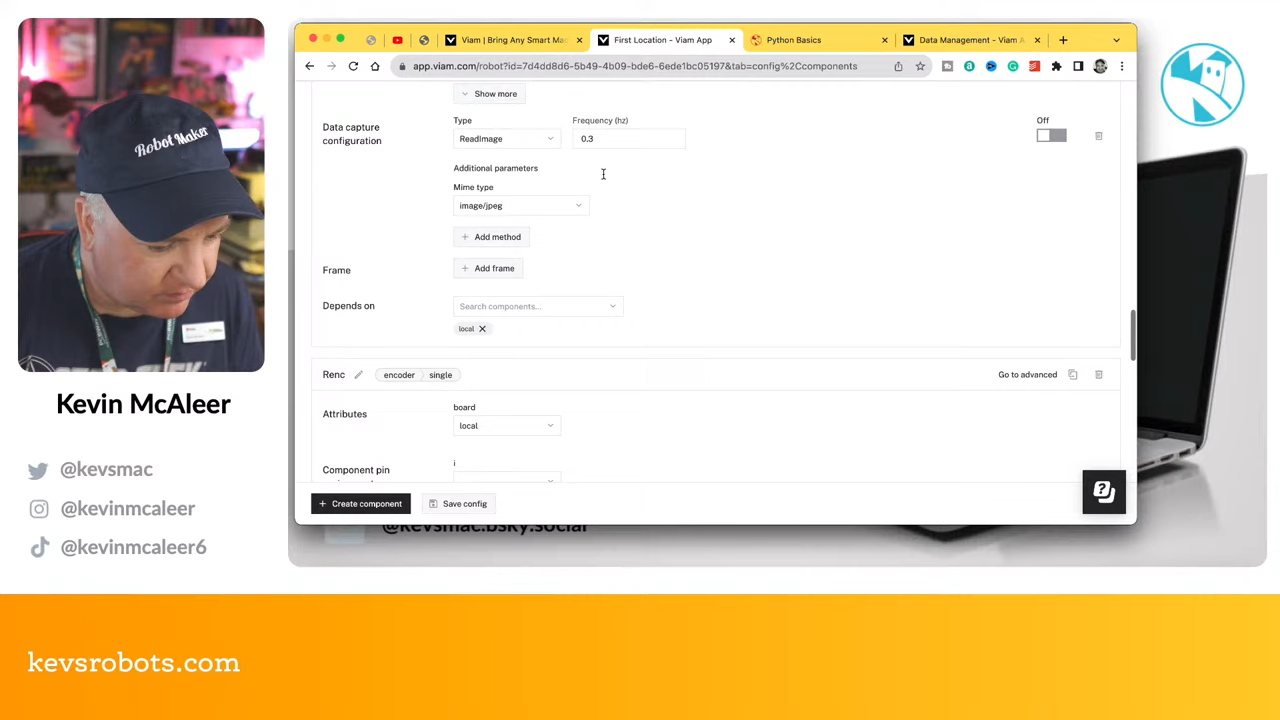 Robot Maker
Kevin McAleer
@kevsmac
@kevinmcaleer
@kevinmcaleer6
kevsrobots.com
Viam | Bring Any Smart Ma
First Location - Viam App
Python Basics
Data Management - Viam A
app.viam.com/robot?id=7d4dd8d6-5b49-4b09-bde6-6ede1bc05197&tab=config%2Ccomponents
Show more
Data capture
configuration
Type
Frequency (hz)
Off
ReadImage
0.3
Additional parameters
Mime type
image/jpeg
+ Add method
Frame
+ Add frame
Depends on
Search components...
local
Renc
encoder
single
Go to advanced
Attributes
board
local
Component pin
i
+ Create component
Save config
@kevsmac.bsky.social